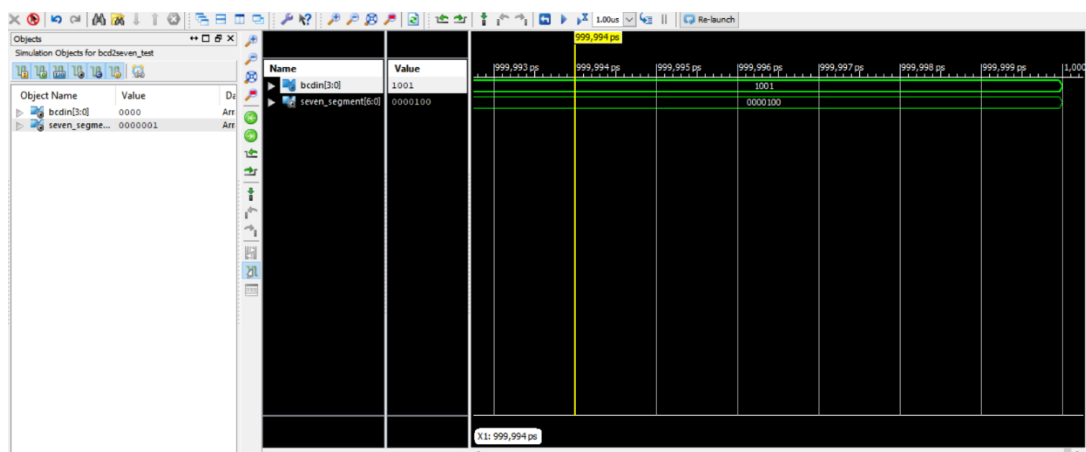 1.00us Re-launch
Objects
Simulation Objects for bcd2seven_test
Object Name Value Da
bcdin[3:0] 0000 Arr
seven_segme... 0000001 Arr
Name Value
bcdin[3:0] 1001
seven_segment[6:0] 0000100
999,994 ps
999,993 ps 999,994 ps 999,995 ps 999,996 ps 999,997 ps 999,998 ps 999,999 ps 1,000
1001
0000100
X1: 999,994 ps